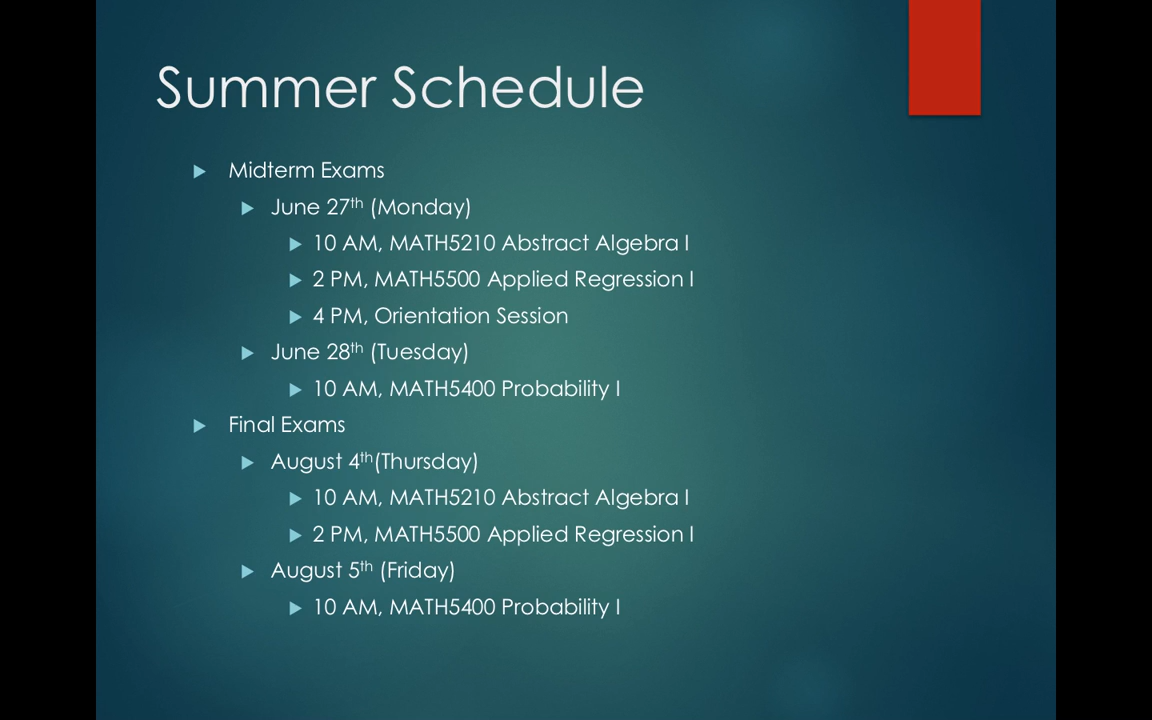 Summer Schedule
Midterm Exams
June 27th (Monday)
10 AM, MATH5210 Abstract Algebra I
2 PM, MATH5500 Applied Regression I
4 PM, Orientation Session
June 28th (Tuesday)
10 AM, MATH5400 Probability I
Final Exams
August 4th(Thursday)
10 AM, MATH5210 Abstract Algebra I
2 PM, MATH5500 Applied Regression I
August 5th (Friday)
10 AM, MATH5400 Probability I